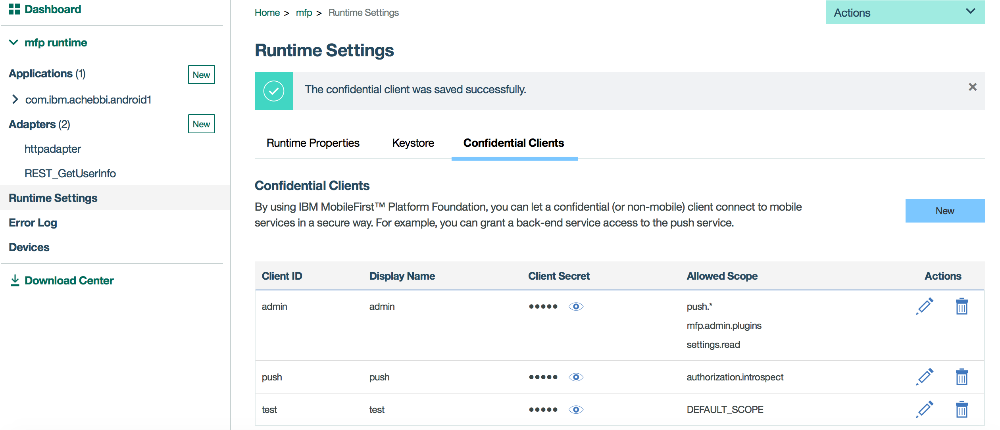 Dashboard
mfp runtime
Applications (1)
New
com.ibm.achebbi.android1
Adapters (2)
New
httpadapter
REST_GetUserInfo
Runtime Settings
Error Log
Devices
Download Center
Home > mfp > Runtime Settings
Actions
Runtime Settings
The confidential client was saved successfully.
Runtime Properties Keystore Confidential Clients
Confidential Clients
By using IBM MobileFirst™ Platform Foundation, you can let a confidential (or non-mobile) client connect to mobile
services in a secure way. For example, you can grant a back-end service access to the push service.
New
Client ID Display Name Client Secret Allowed Scope Actions
admin admin ••••• push.*
mfp.admin.plugins
settings.read
push push ••••• authorization.introspect
test test ••••• DEFAULT_SCOPE